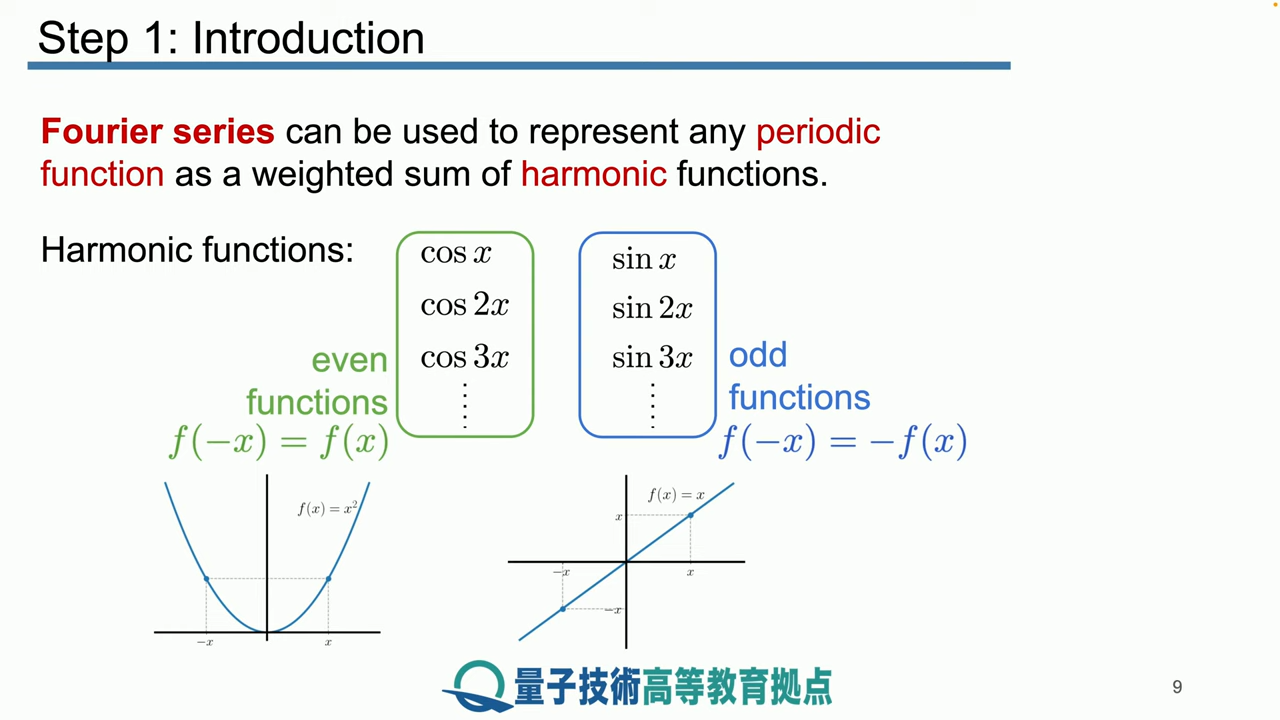 Step 1: Introduction
Fourier series can be used to represent any periodic
function as a weighted sum of harmonic functions.
Harmonic functions:
cos x
cos 2x
cos 3x
⋮
sin x
sin 2x
sin 3x
⋮
even
functions
f(−x) = f(x)
odd
functions
f(−x) = −f(x)
f(x) = x²
−x
x
f(x) = x
x
−x
x
−x
量子技術高等教育拠点
9